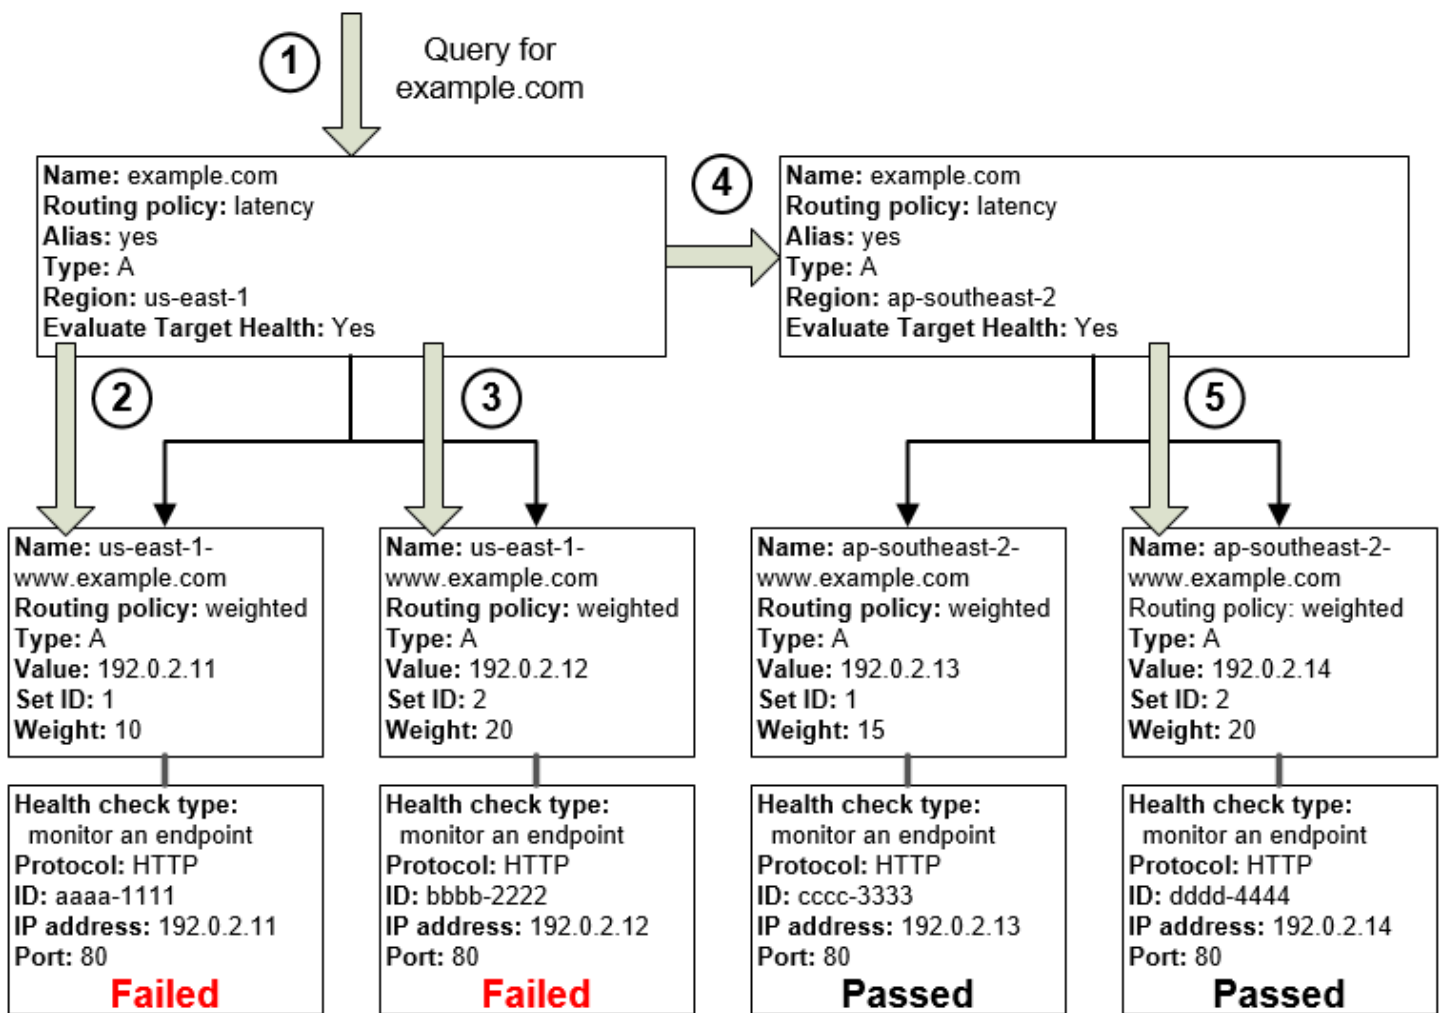 1
Query for
example.com
Name: example.com
Routing policy: latency
Alias: yes
Type: A
Region: us-east-1
Evaluate Target Health: Yes
4
Name: example.com
Routing policy: latency
Alias: yes
Type: A
Region: ap-southeast-2
Evaluate Target Health: Yes
2
3
5
Name: us-east-1-
www.example.com
Routing policy: weighted
Type: A
Value: 192.0.2.11
Set ID: 1
Weight: 10
Name: us-east-1-
www.example.com
Routing policy: weighted
Type: A
Value: 192.0.2.12
Set ID: 2
Weight: 20
Name: ap-southeast-2-
www.example.com
Routing policy: weighted
Type: A
Value: 192.0.2.13
Set ID: 1
Weight: 15
Name: ap-southeast-2-
www.example.com
Routing policy: weighted
Type: A
Value: 192.0.2.14
Set ID: 2
Weight: 20
Health check type:
monitor an endpoint
Protocol: HTTP
ID: aaaa-1111
IP address: 192.0.2.11
Port: 80
Failed
Health check type:
monitor an endpoint
Protocol: HTTP
ID: bbbb-2222
IP address: 192.0.2.12
Port: 80
Failed
Health check type:
monitor an endpoint
Protocol: HTTP
ID: cccc-3333
IP address: 192.0.2.13
Port: 80
Passed
Health check type:
monitor an endpoint
Protocol: HTTP
ID: dddd-4444
IP address: 192.0.2.14
Port: 80
Passed